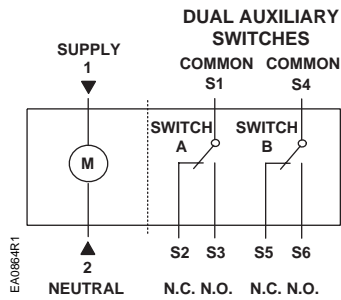 DUAL AUXILIARY
SWITCHES
SUPPLY
1
COMMON COMMON
S1 S4
SWITCH
A
SWITCH
B
M
2
NEUTRAL
S2 S3 S5 S6
N.C. N.O. N.C. N.O.
EA0864R1